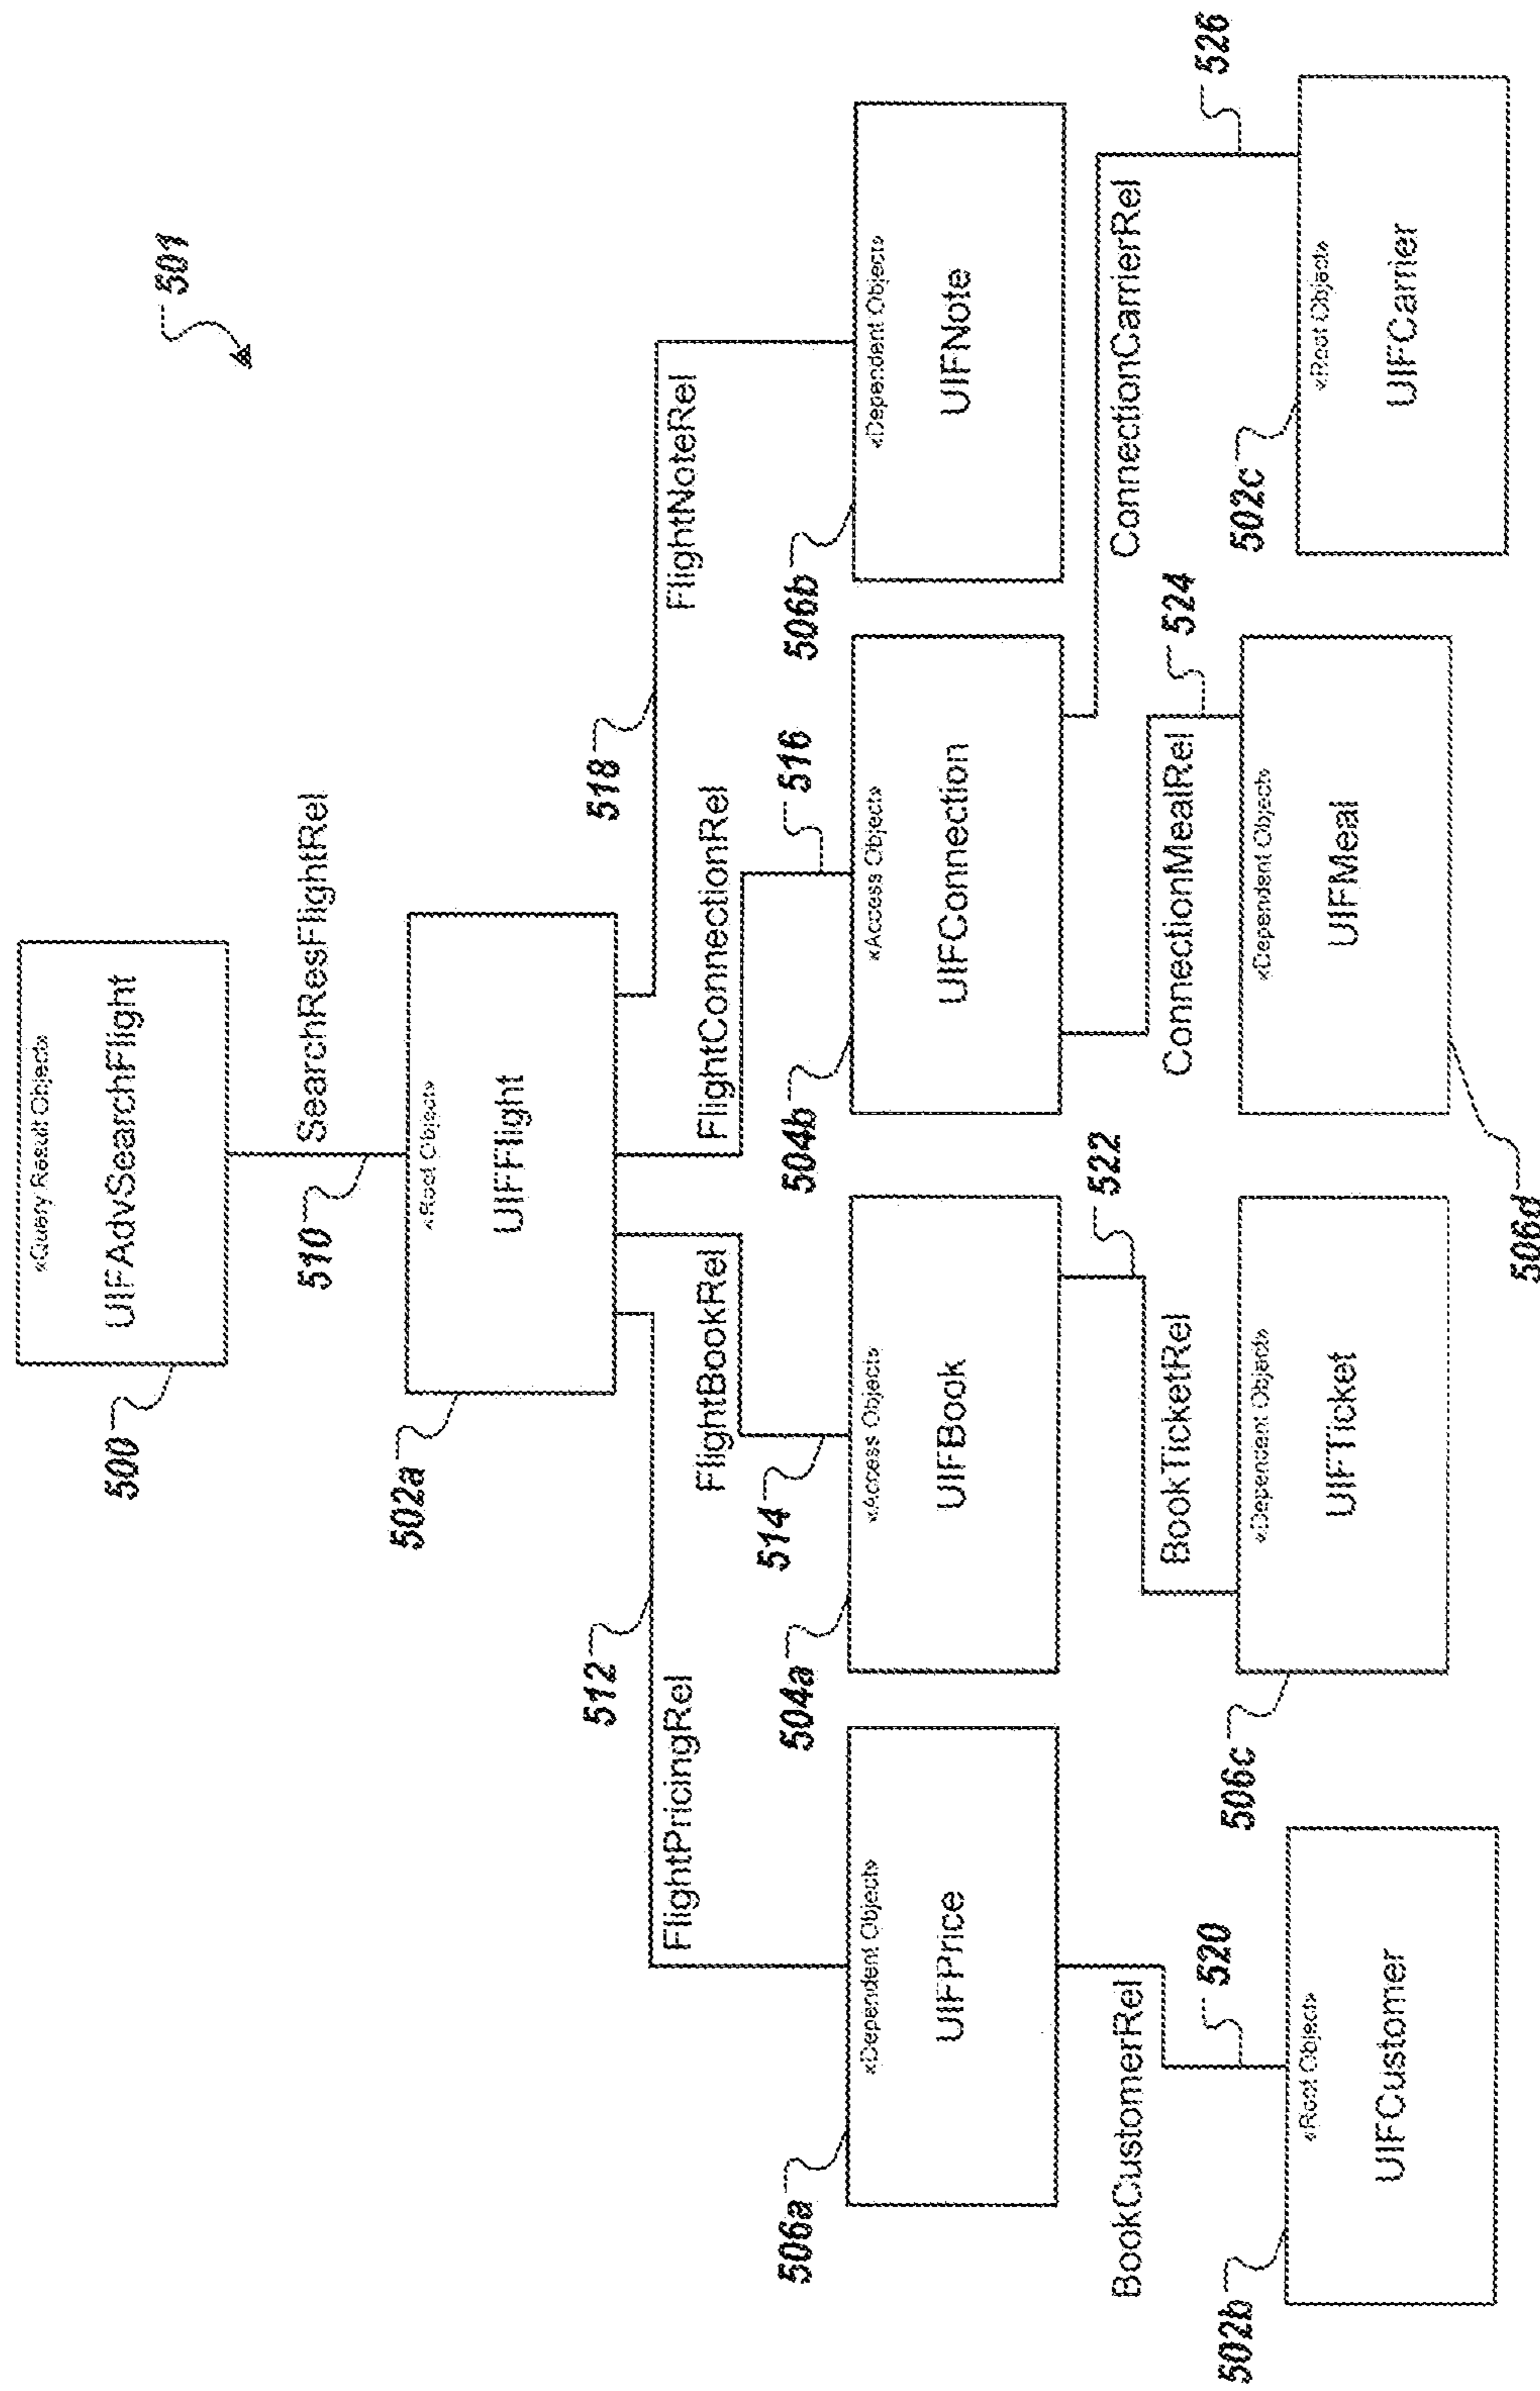 501
«Query Result Object»
UIFAdvSearchFlight
500
SearchResFlightRel
510
«Root Object»
UIFFlight
502a
512
518
FlightPricingRel
FlightBookRel
FlightConnectionRel
FlightNoteRel
514
516
506a
504a
504b
506b
«Dependent Object»
UIFPrice
«Access Object»
UIFBook
«Access Object»
UIFConnection
«Dependent Object»
UIFNote
BookCustomerRel
520
BookTicketRel
522
ConnectionMealRel
524
ConnectionCarrierRel
526
502b
«Root Object»
UIFCustomer
506c
«Dependent Object»
UIFTicket
«Dependent Object»
UIFMeal
506d
502c
«Root Object»
UIFCarrier